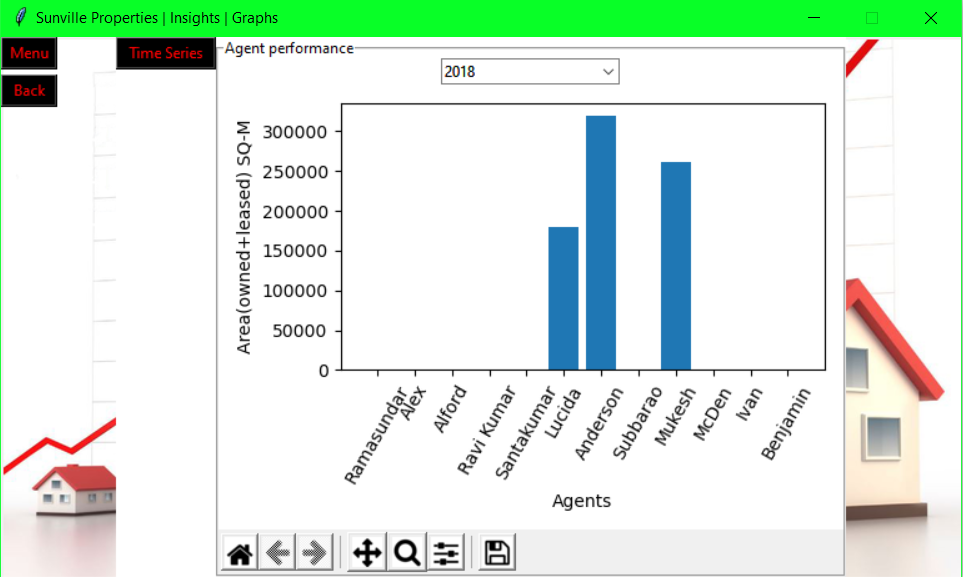 Sunville Properties | Insights | Graphs
Menu
Time Series
Back
Agent performance
2018
300000
250000
200000
150000
100000
50000
0
Area(owned+leased) SQ-M
Ramasundar
Alex
Alford
Ravi Kumar
Santakumar
Lucida
Anderson
Subbarao
Mukesh
McDen
Ivan
Benjamin
Agents